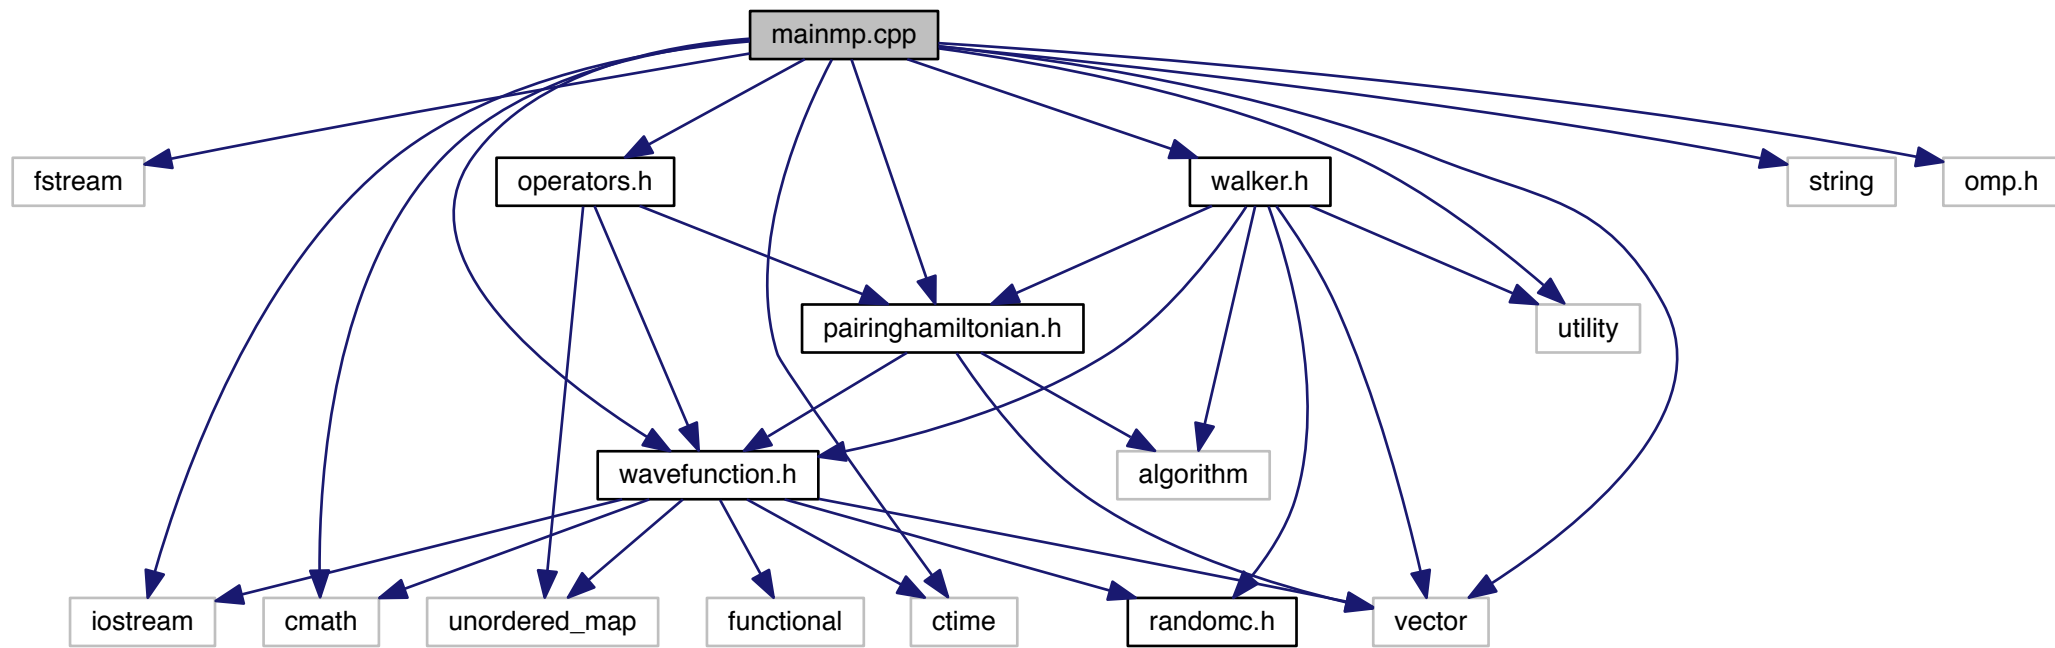 mainmp.cpp
fstream
operators.h
walker.h
string
omp.h
pairinghamiltonian.h
utility
wavefunction.h
algorithm
iostream
cmath
unordered_map
functional
ctime
randomc.h
vector